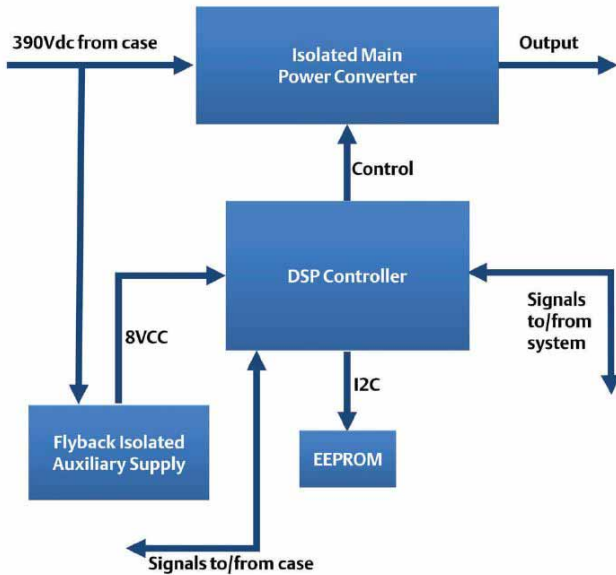 390Vdc from case
Isolated Main
Power Converter
Output
Control
DSP Controller
8VCC
Signals
to/from
system
I2C
Flyback Isolated
Auxiliary Supply
EEPROM
Signals to/from case